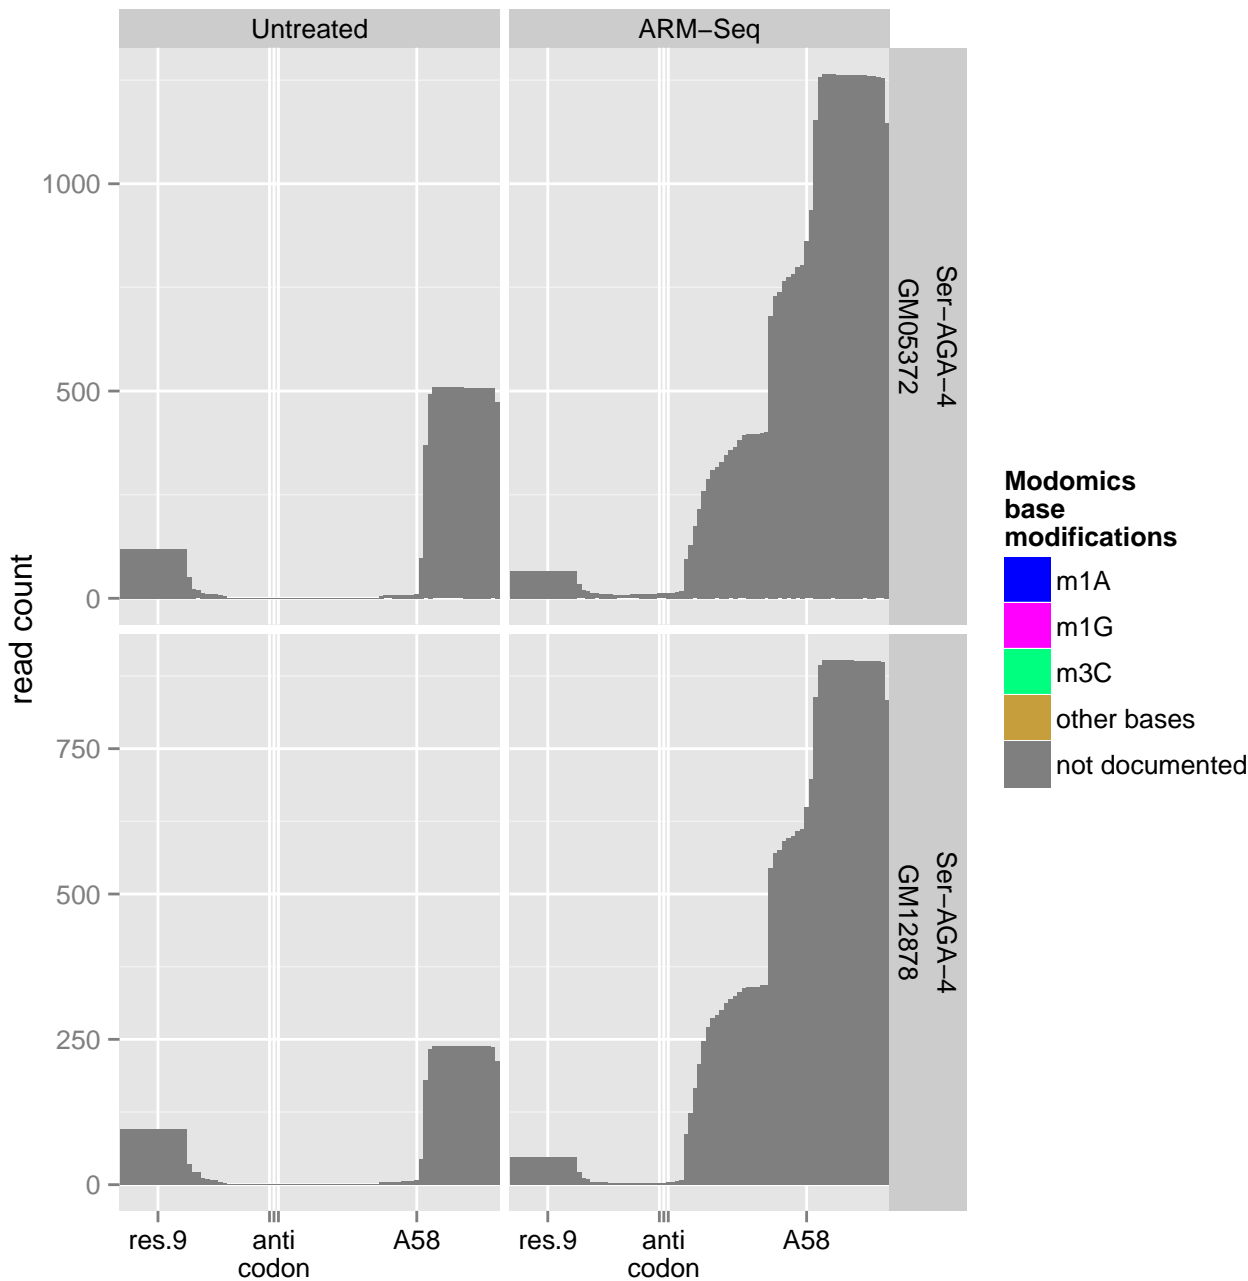 Untreated
ARM−Seq
1000
500
0
Ser−AGA−4
GM05372
read count
750
500
250
0
Ser−AGA−4
GM12878
res.9
anti
codon
A58
res.9
anti
codon
A58
Modomics
base
modifications
m1A
m1G
m3C
other bases
not documented